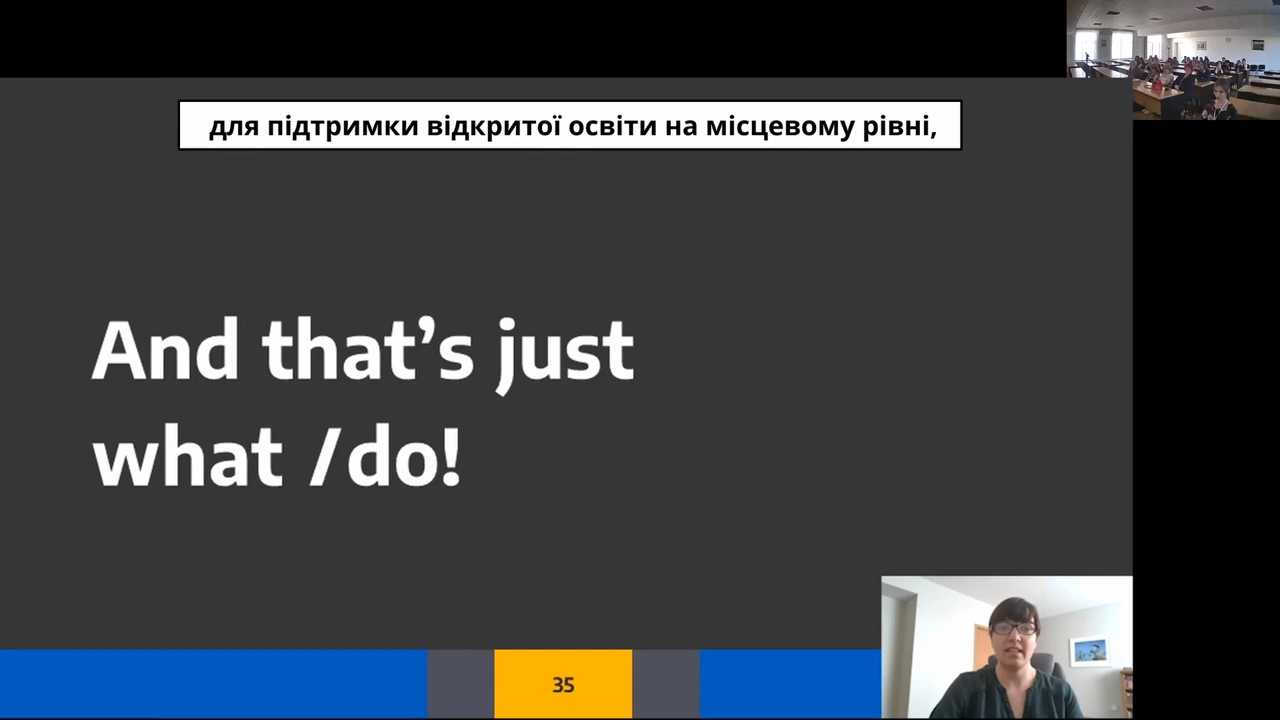 для підтримки відкритої освіти на місцевому рівні,
And that’s just
what I do!
35